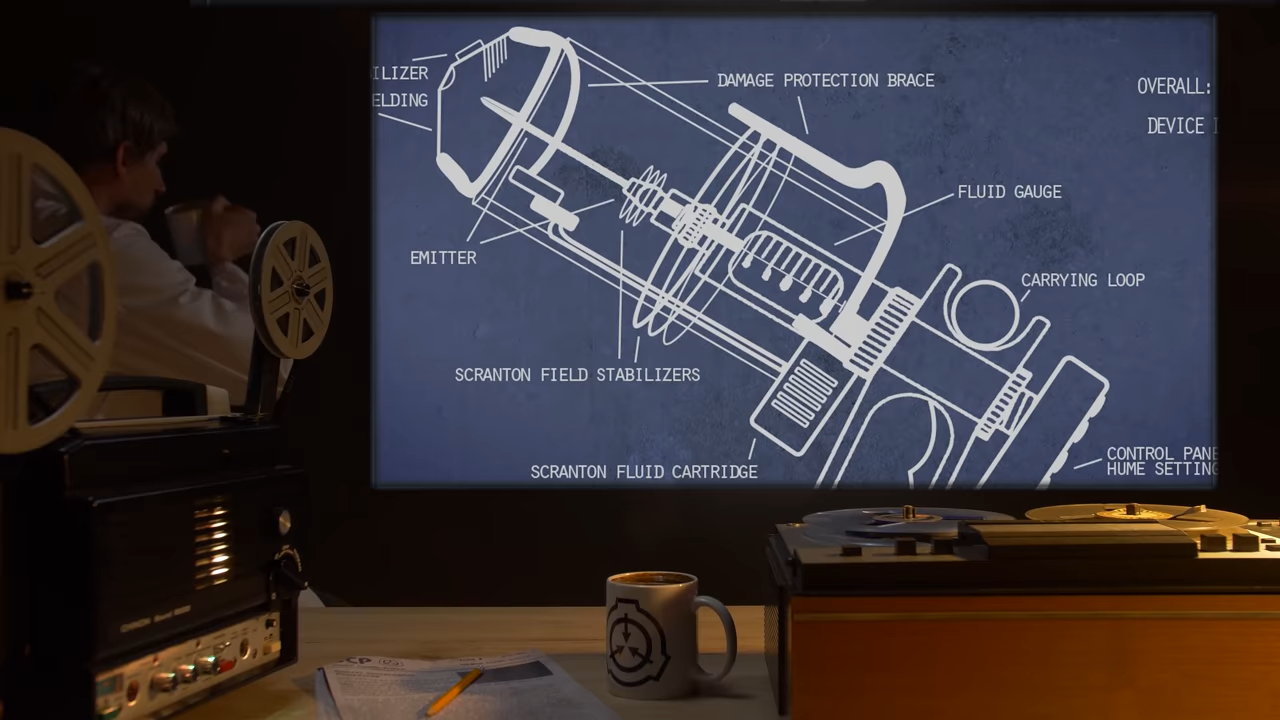 ILIZER
ELDING
DAMAGE PROTECTION BRACE
OVERALL:
DEVICE
FLUID GAUGE
EMITTER
CARRYING LOOP
SCRANTON FIELD STABILIZERS
SCRANTON FLUID CARTRIDGE
CONTROL PANE
HUME SETTING
CP